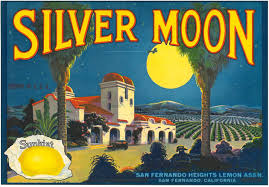 SILVER MOON
Sunkist
SAN FERNANDO HEIGHTS LEMON ASS'N.
SAN FERNANDO, CALIFORNIA